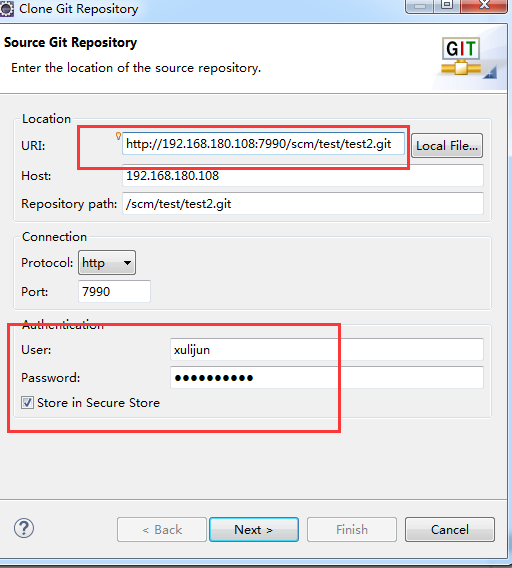 Clone Git Repository
Source Git Repository
Enter the location of the source repository.
GIT
Location
URI: http://192.168.180.108:7990/scm/test/test2.git Local File...
Host: 192.168.180.108
Repository path: /scm/test/test2.git
Connection
Protocol: http
Port: 7990
Authentication
User: xulijun
Password: ●●●●●●●●●●
Store in Secure Store
? < Back Next > Finish Cancel